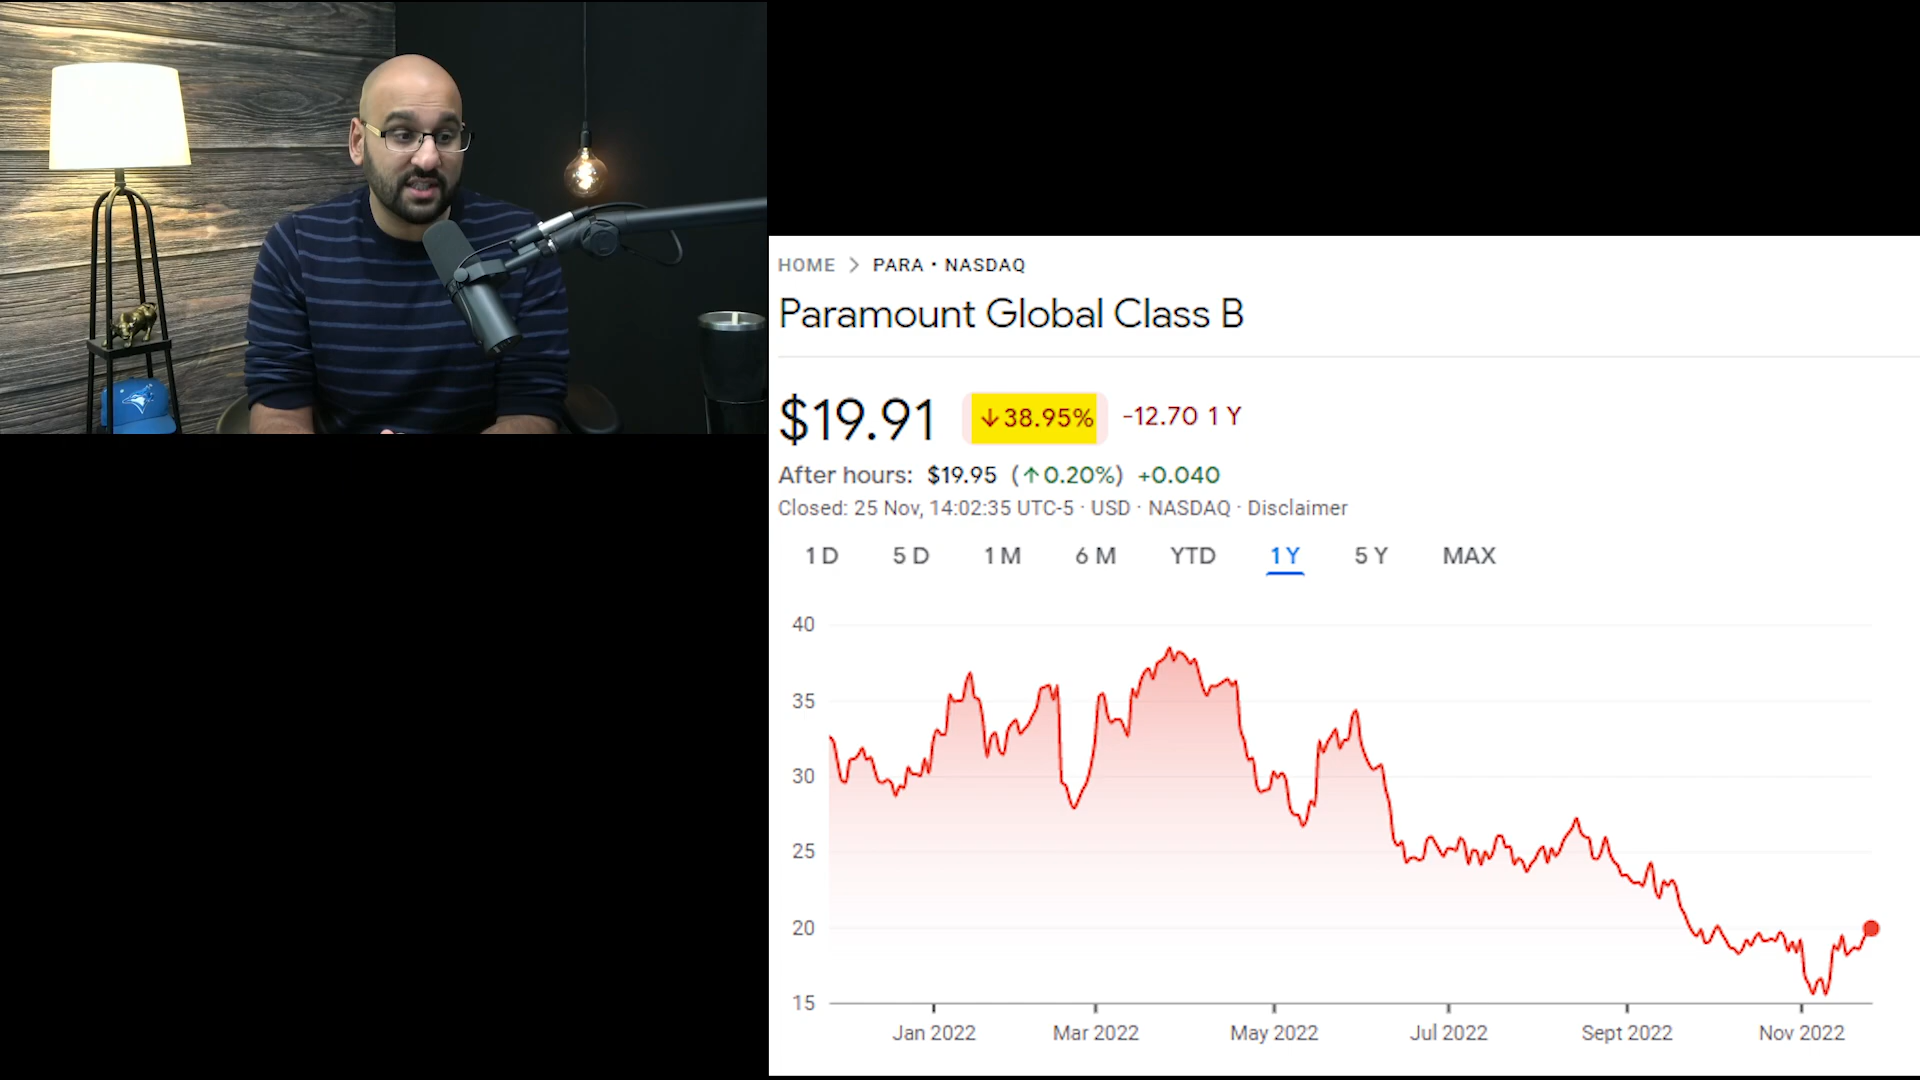 HOME > PARA • NASDAQ
Paramount Global Class B
$19.91 ↓38.95% -12.70 1 Y
After hours: $19.95 (↑0.20%) +0.040
Closed: 25 Nov, 14:02:35 UTC-5 · USD · NASDAQ · Disclaimer
1 D 5 D 1 M 6 M YTD 1 Y 5 Y MAX
40
35
30
25
20
15
Jan 2022 Mar 2022 May 2022 Jul 2022 Sept 2022 Nov 2022